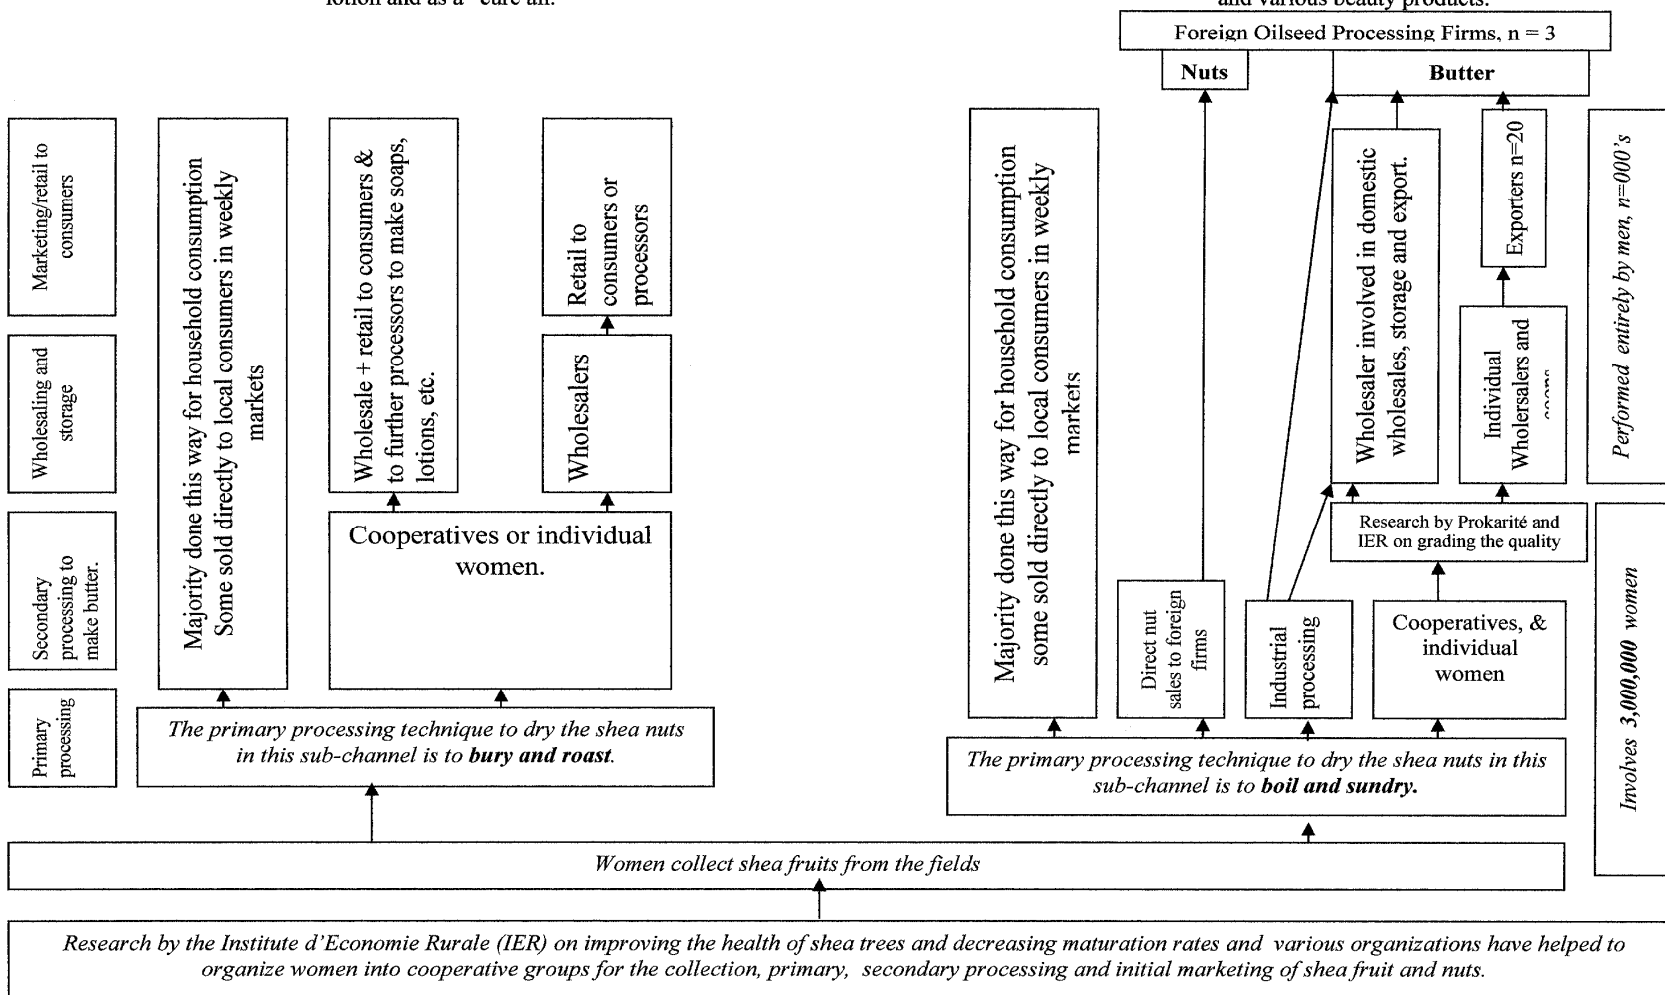 lotion and as a "cure all."
and various beauty products.
Foreign Oilseed Processing Firms, n = 3
Nuts
Butter
Marketing/retail to
consumers
Wholesaling and
storage
Secondary
processing to
make butter.
Primary
processing
Majority done this way for household consumption
Some sold directly to local consumers in weekly
markets
Wholesale + retail to consumers &
to further processors to make soaps,
lotions, etc.
Retail to
consumers or
processors
Wholesalers
Cooperatives or individual
women.
The primary processing technique to dry the shea nuts
in this sub-channel is to bury and roast.
Majority done this way for household consumption
some sold directly to local consumers in weekly
markets
Direct nut
sales to foreign
firms
Industrial
processing
Wholesaler involved in domestic
wholesales, storage and export.
Exporters n=20
Individual
Wholersalers and
Research by Prokarité and
IER on grading the quality
Cooperatives, &
individual
women
The primary processing technique to dry the shea nuts in this
sub-channel is to boil and sundry.
Performed entirely by men, n=000's
Involves 3,000,000 women
Women collect shea fruits from the fields
Research by the Institute d'Economie Rurale (IER) on improving the health of shea trees and decreasing maturation rates and various organizations have helped to
organize women into cooperative groups for the collection, primary, secondary processing and initial marketing of shea fruit and nuts.